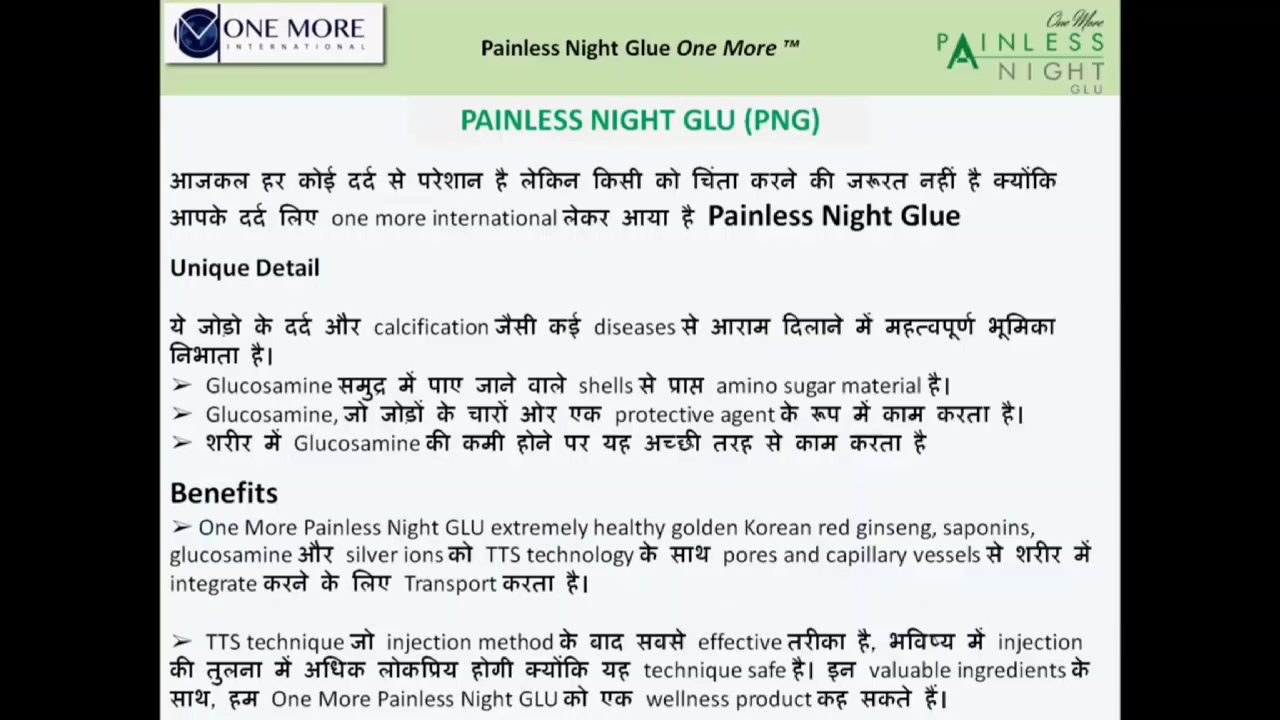 ONE MORE
INTERNATIONAL
Painless Night Glue One More ™
One More
PAINLESS
NIGHT
GLU
PAINLESS NIGHT GLU (PNG)
आजकल हर कोई दर्द से परेशान है लेकिन किसी को चिंता करने की जरूरत नहीं है क्योंकि
आपके दर्द लिए one more international लेकर आया है Painless Night Glue
Unique Detail
ये जोड़ो के दर्द और calcification जैसी कई diseases से आराम दिलाने में महत्वपूर्ण भूमिका
निभाता है।
➢ Glucosamine समुद्र में पाए जाने वाले shells से प्राप्त amino sugar material है।
➢ Glucosamine, जो जोड़ों के चारों ओर एक protective agent के रूप में काम करता है।
➢ शरीर में Glucosamine की कमी होने पर यह अच्छी तरह से काम करता है
Benefits
➢ One More Painless Night GLU extremely healthy golden Korean red ginseng, saponins,
glucosamine और silver ions को TTS technology के साथ pores and capillary vessels से शरीर में
integrate करने के लिए Transport करता है।
➢ TTS technique जो injection method के बाद सबसे effective तरीका है, भविष्य में injection
की तुलना में अधिक लोकप्रिय होगी क्योंकि यह technique safe है। इन valuable ingredients के
साथ, हम One More Painless Night GLU को एक wellness product कह सकते हैं।